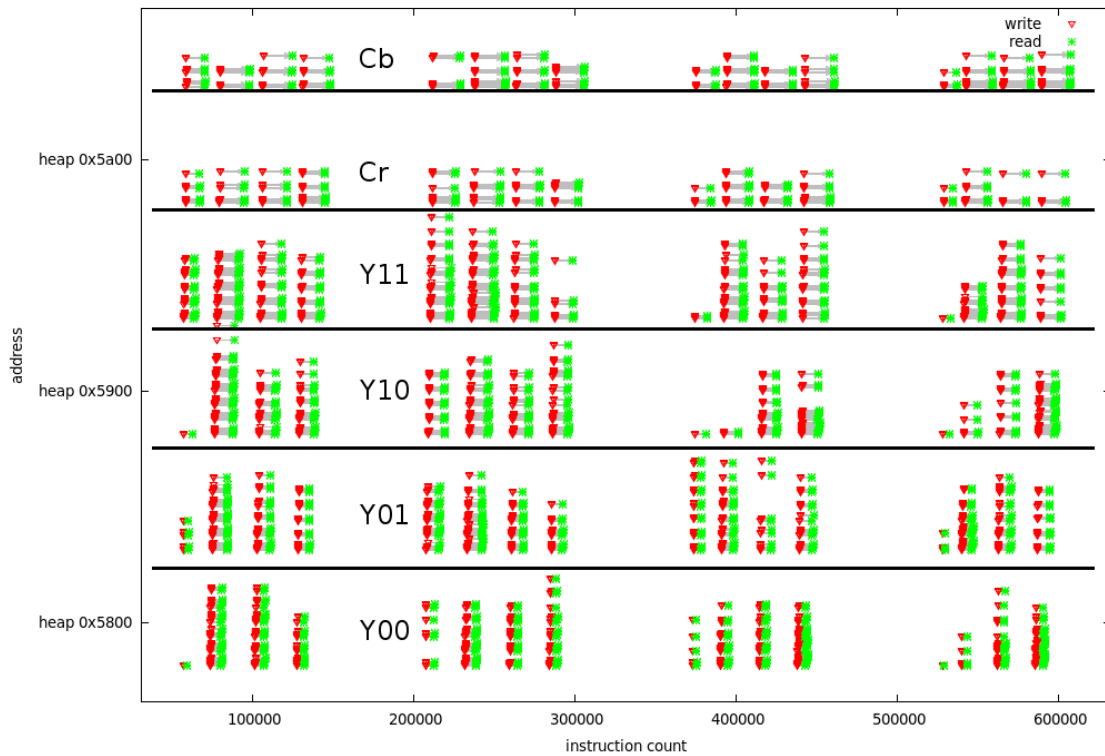 write
read
Cb
heap 0x5a00
Cr
Y11
address
heap 0x5900
Y10
Y01
heap 0x5800
Y00
100000 200000 300000 400000 500000 600000
instruction count